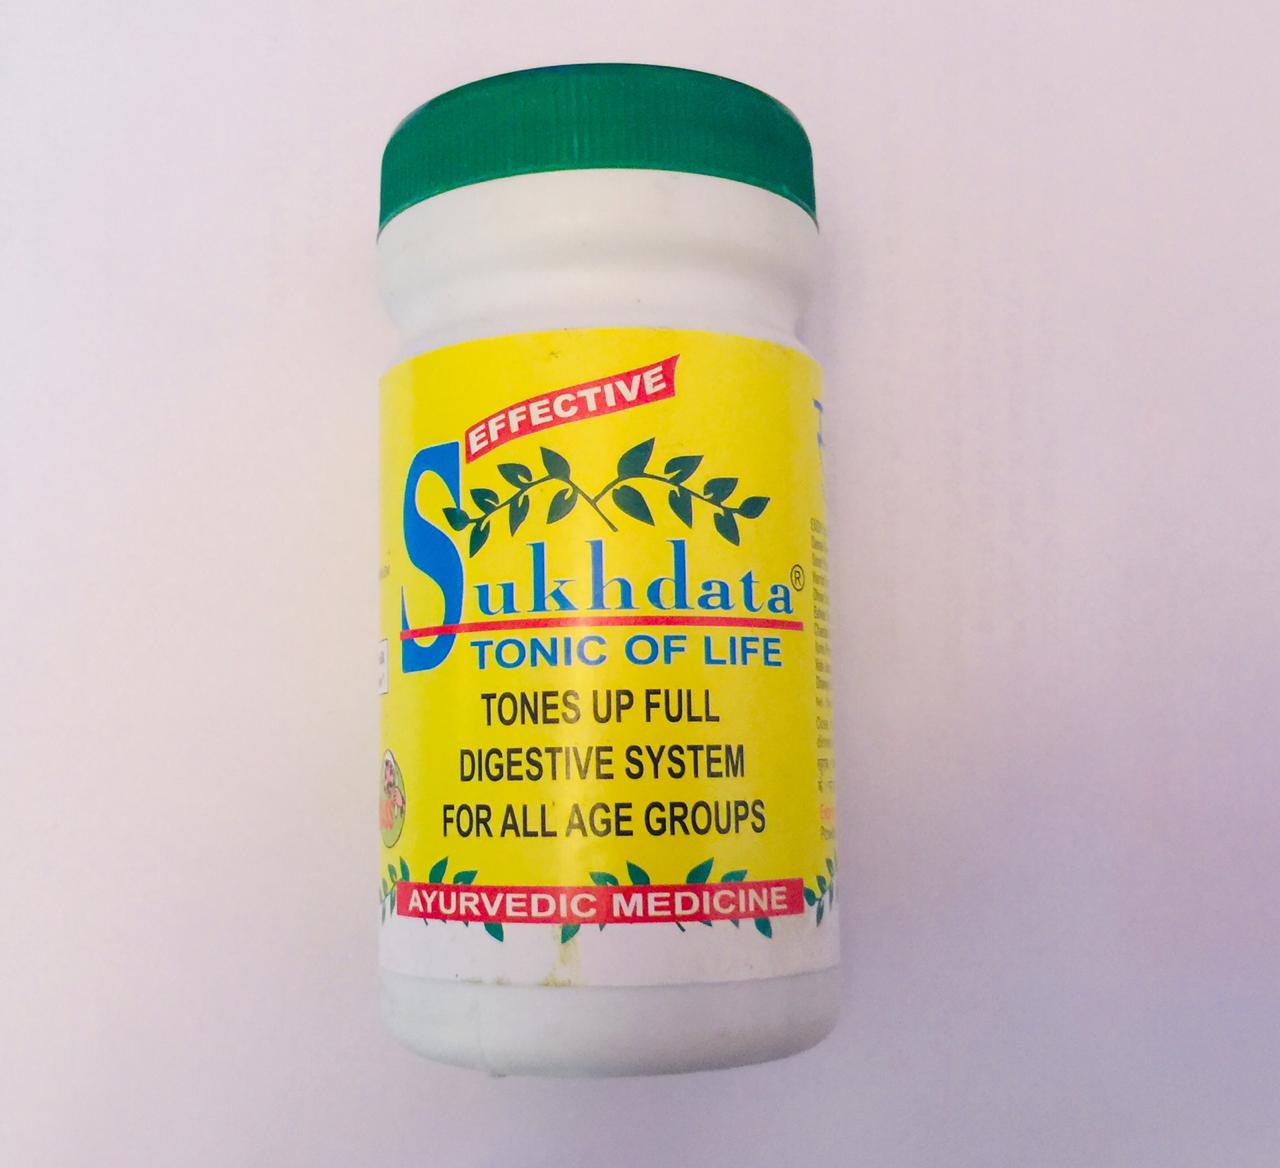 EFFECTIVE
Sukhdata®
TONIC OF LIFE
TONES UP FULL
DIGESTIVE SYSTEM
FOR ALL AGE GROUPS
AYURVEDIC MEDICINE